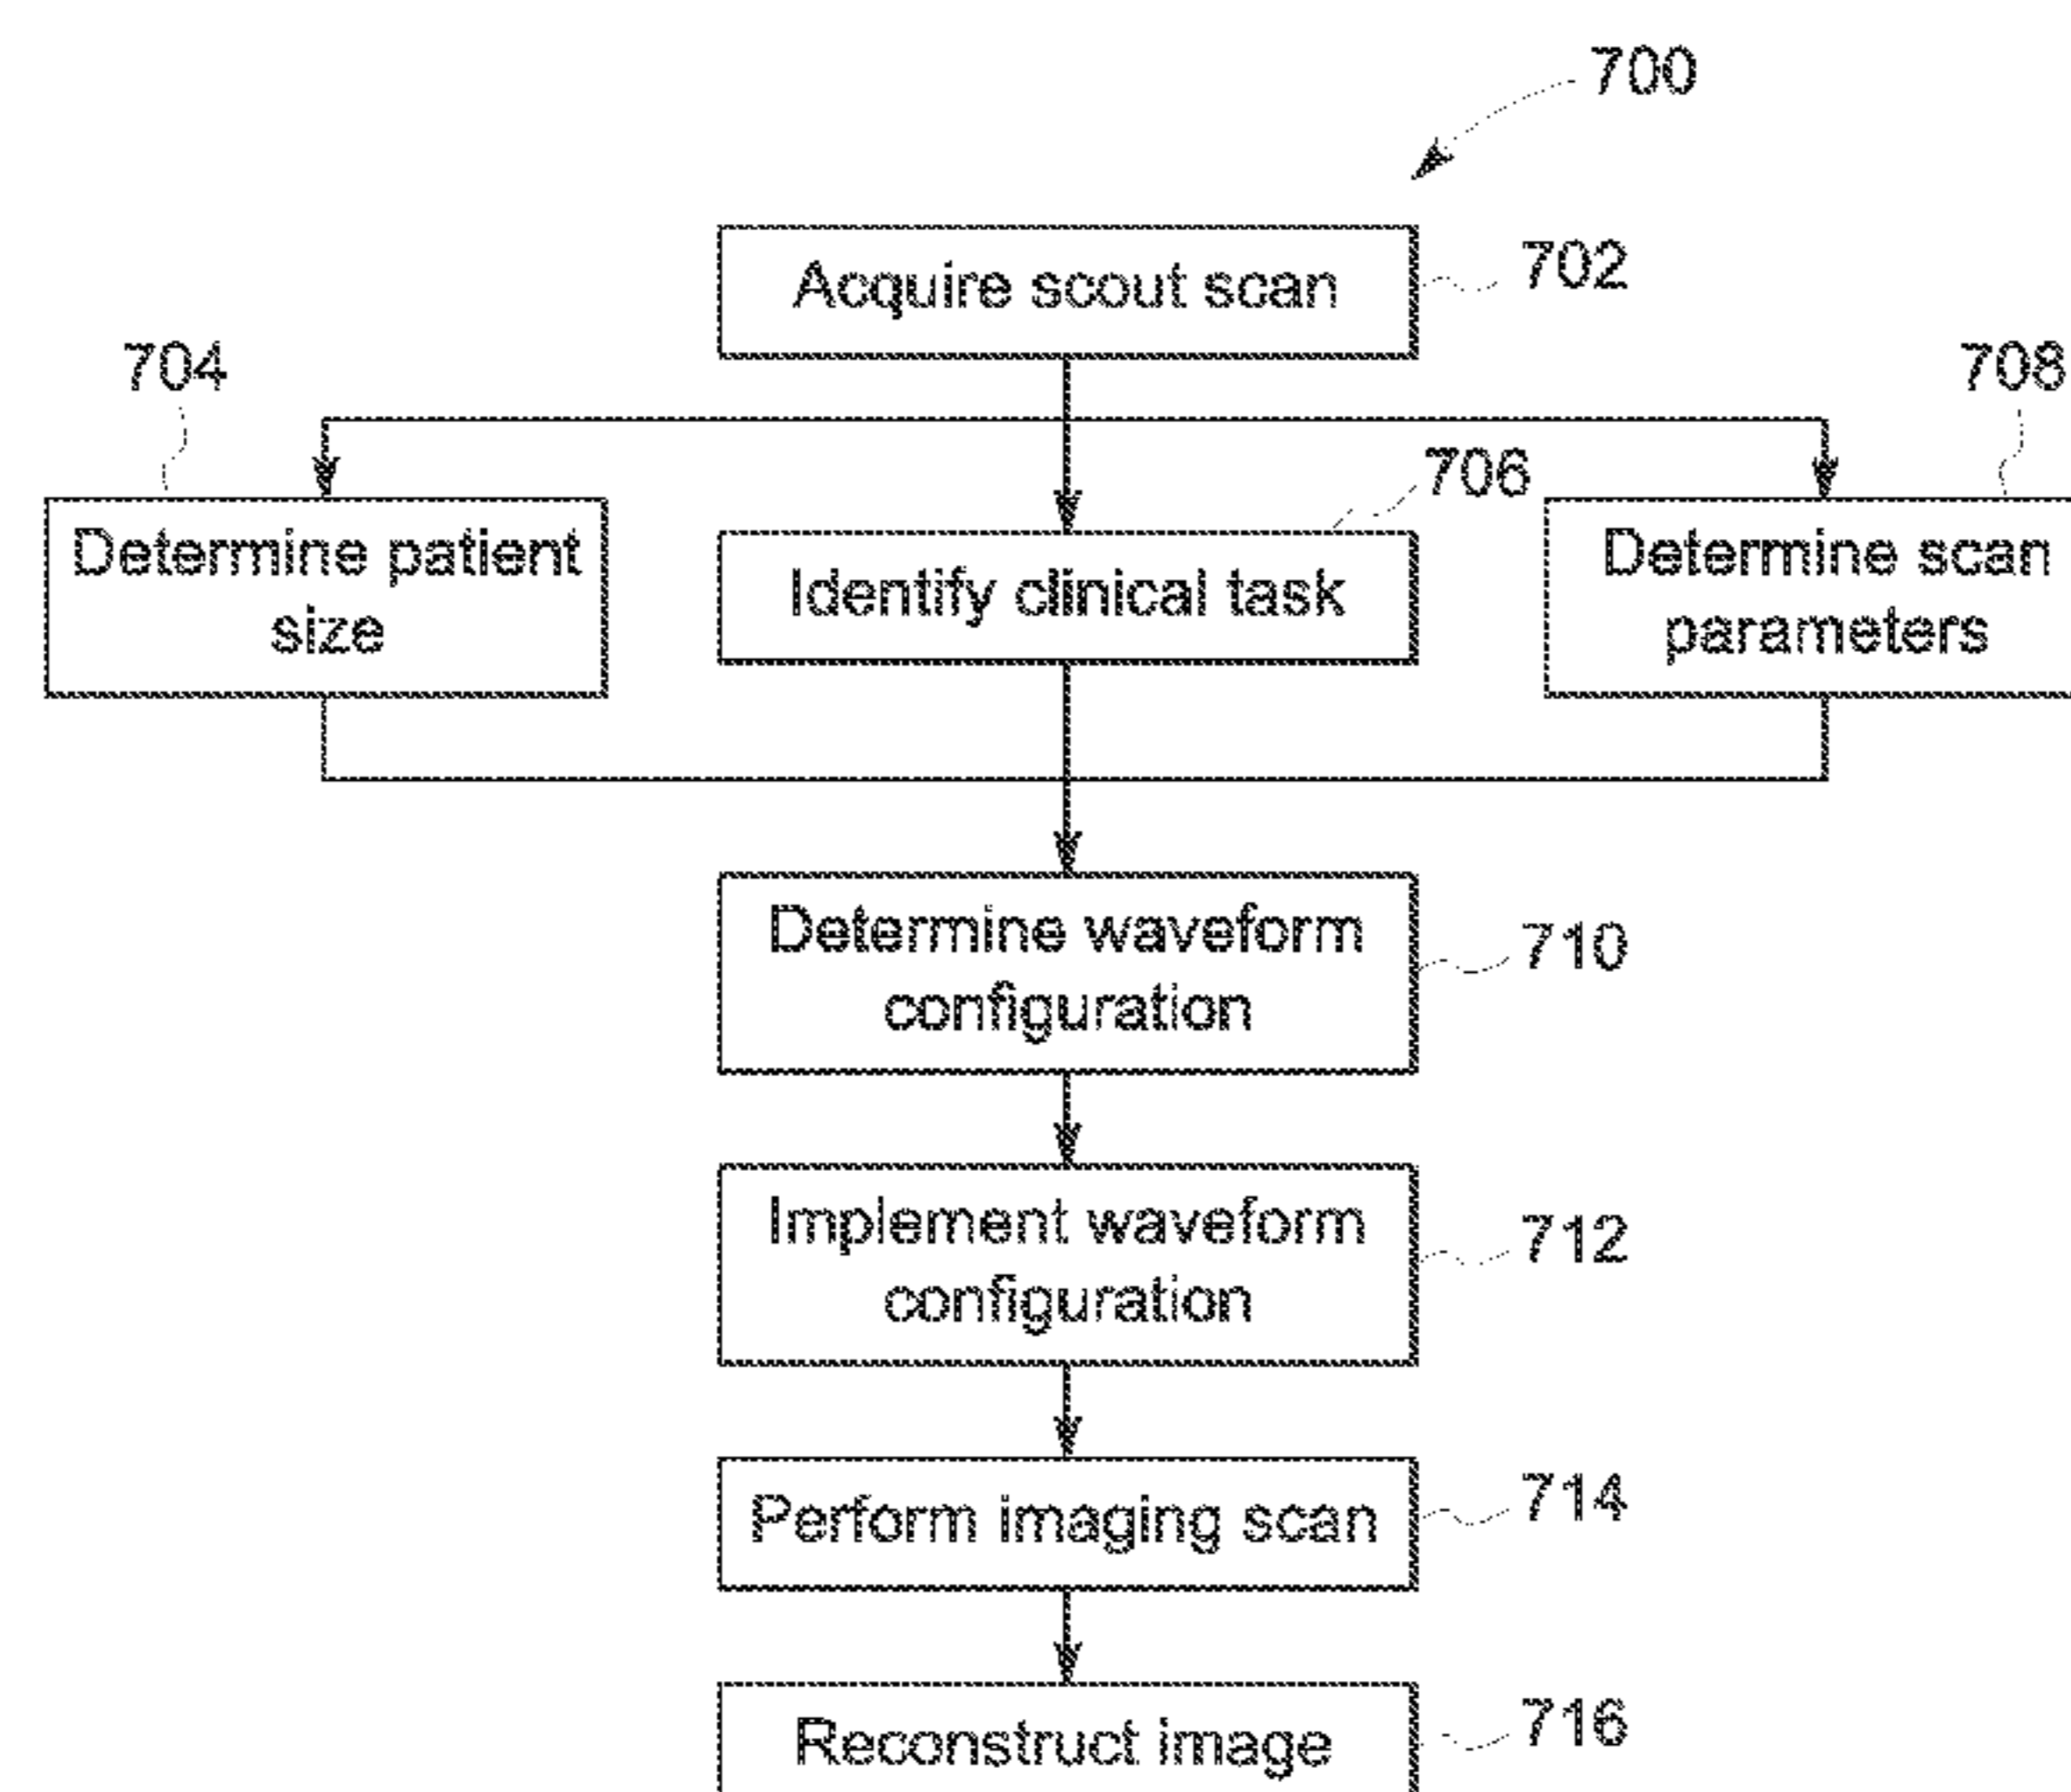 700
Acquire scout scan
702
704
708
706
Determine patient
size
Identify clinical task
Determine scan
parameters
Determine waveform
configuration
710
Implement waveform
configuration
712
Perform imaging scan
714
Reconstruct image
716